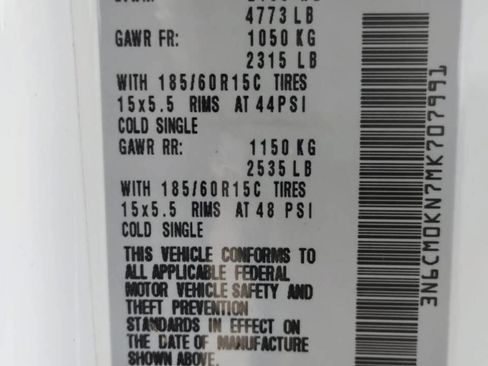 4773 LB
GAWR FR: 1050 KG
2315 LB
WITH 185/60R15C TIRES
15x5.5 RIMS AT 44PSI
COLD SINGLE
GAWR RR: 1150 KG
2535 LB
WITH 185/60R15C TIRES
15x5.5 RIMS AT 48 PSI
COLD SINGLE
THIS VEHICLE CONFORMS TO
ALL APPLICABLE FEDERAL
MOTOR VEHICLE SAFETY AND
THEFT PREVENTION
STANDARDS IN EFFECT ON
THE DATE OF MANUFACTURE
SHOWN ABOVE.
3N6CM0KN7MK707991